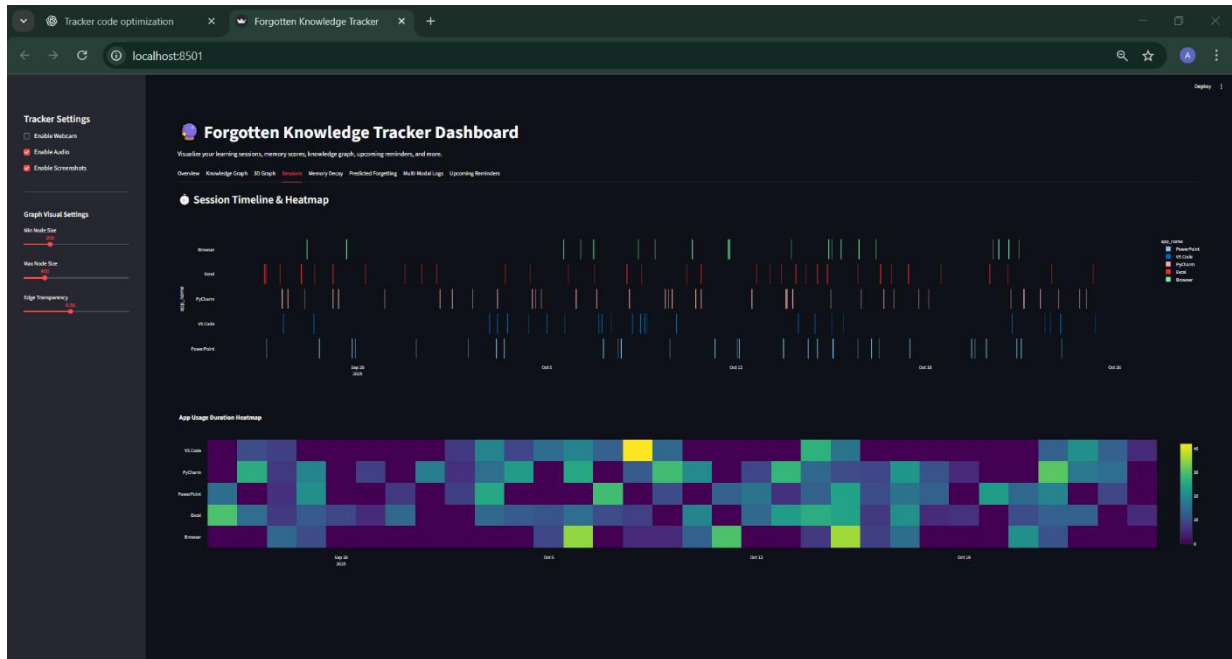 Tracker code optimization
Forgotten Knowledge Tracker
localhost:8501
A
Deploy
Tracker Settings
Enable Webcam
Enable Audio
Enable Screenshots
Graph Visual Settings
Min Node Size
Max Node Size
Edge Transparency
Forgotten Knowledge Tracker Dashboard
Visualize your learning sessions, memory scores, knowledge graph, upcoming reminders, and more.
Overview Knowledge Graph 3D Graph Sessions Memory Decay Predicted Forgetting Multi-Modal Logs Upcoming Reminders
Session Timeline & Heatmap
app_name
Browser
Excel
PyCharm
VS Code
PowerPoint
app_name
PowerPoint
VS Code
PyCharm
Excel
Browser
Sep 28 Oct 5 Oct 12 Oct 26
2025
App Usage Duration Heatmap
VS Code
PyCharm
PowerPoint
Excel
Browser
40
30
20
10
0
Sep 28 Oct 5 Oct 12 Oct 19
2025